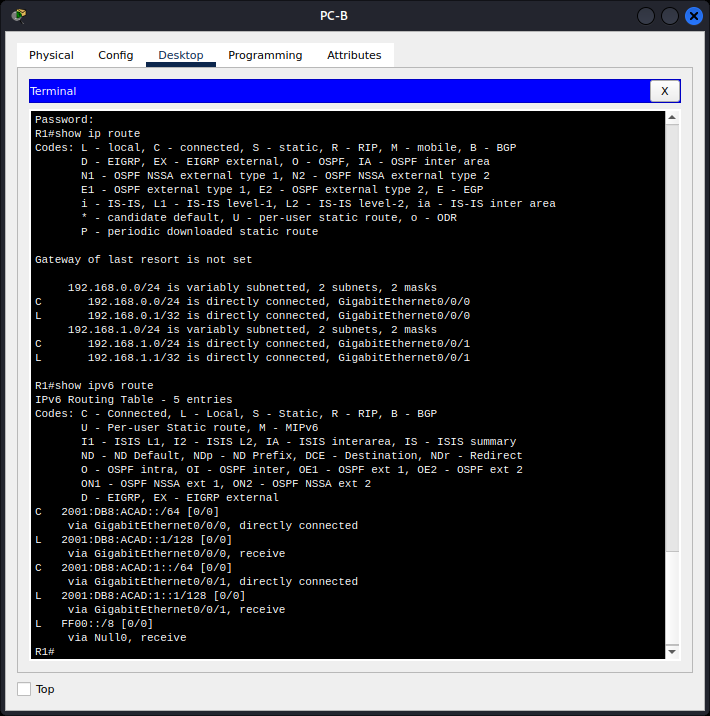 PC-B
Physical Config Desktop Programming Attributes
Terminal X
Password:
R1#show ip route
Codes: L - local, C - connected, S - static, R - RIP, M - mobile, B - BGP
       D - EIGRP, EX - EIGRP external, O - OSPF, IA - OSPF inter area
       N1 - OSPF NSSA external type 1, N2 - OSPF NSSA external type 2
       E1 - OSPF external type 1, E2 - OSPF external type 2, E - EGP
       i - IS-IS, L1 - IS-IS level-1, L2 - IS-IS level-2, ia - IS-IS inter area
       * - candidate default, U - per-user static route, o - ODR
       P - periodic downloaded static route

Gateway of last resort is not set

     192.168.0.0/24 is variably subnetted, 2 subnets, 2 masks
C       192.168.0.0/24 is directly connected, GigabitEthernet0/0/0
L       192.168.0.1/32 is directly connected, GigabitEthernet0/0/0
     192.168.1.0/24 is variably subnetted, 2 subnets, 2 masks
C       192.168.1.0/24 is directly connected, GigabitEthernet0/0/1
L       192.168.1.1/32 is directly connected, GigabitEthernet0/0/1

R1#show ipv6 route
IPv6 Routing Table - 5 entries
Codes: C - Connected, L - Local, S - Static, R - RIP, B - BGP
       U - Per-user Static route, M - MIPv6
       I1 - ISIS L1, I2 - ISIS L2, IA - ISIS interarea, IS - ISIS summary
       ND - ND Default, NDp - ND Prefix, DCE - Destination, NDr - Redirect
       O - OSPF intra, OI - OSPF inter, OE1 - OSPF ext 1, OE2 - OSPF ext 2
       ON1 - OSPF NSSA ext 1, ON2 - OSPF NSSA ext 2
       D - EIGRP, EX - EIGRP external
C   2001:DB8:ACAD::/64 [0/0]
     via GigabitEthernet0/0/0, directly connected
L   2001:DB8:ACAD::1/128 [0/0]
     via GigabitEthernet0/0/0, receive
C   2001:DB8:ACAD:1::/64 [0/0]
     via GigabitEthernet0/0/1, directly connected
L   2001:DB8:ACAD:1::1/128 [0/0]
     via GigabitEthernet0/0/1, receive
L   FF00::/8 [0/0]
     via Null0, receive
R1#
Top